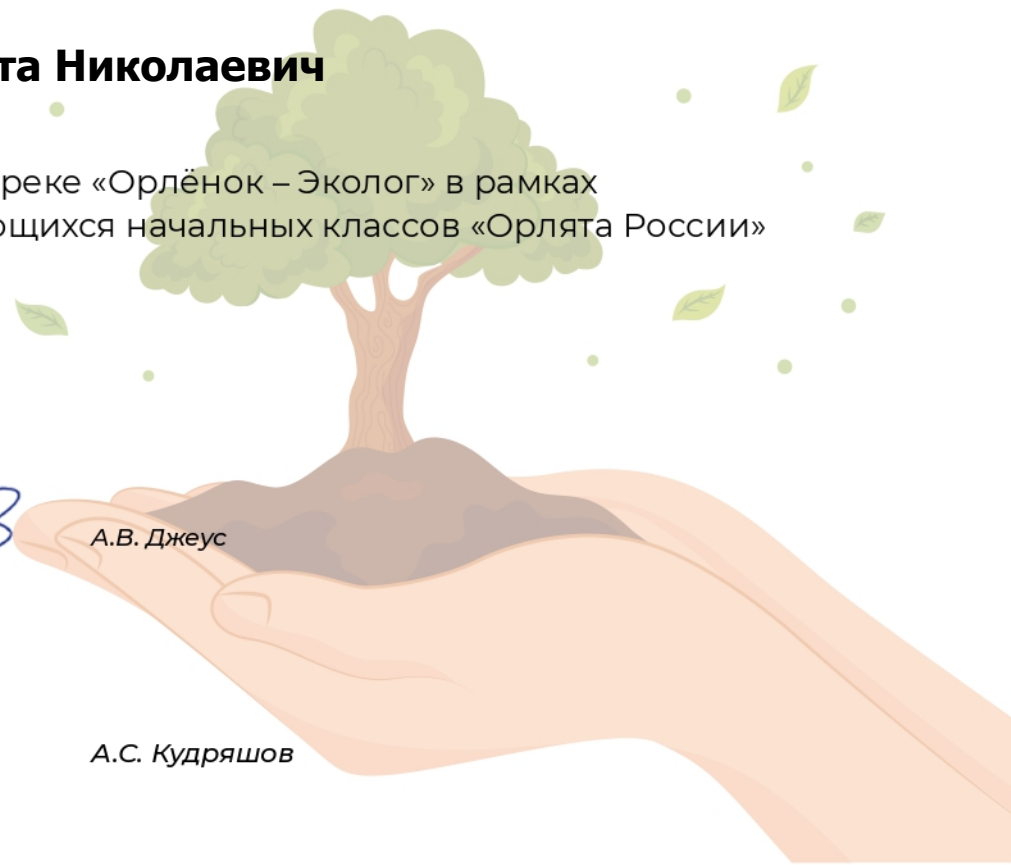 та Николаевич
реке «Орлёнок – Эколог» в рамках
ющихся начальных классов «Орлята России»
А.В. Джеус
А.С. Кудряшов